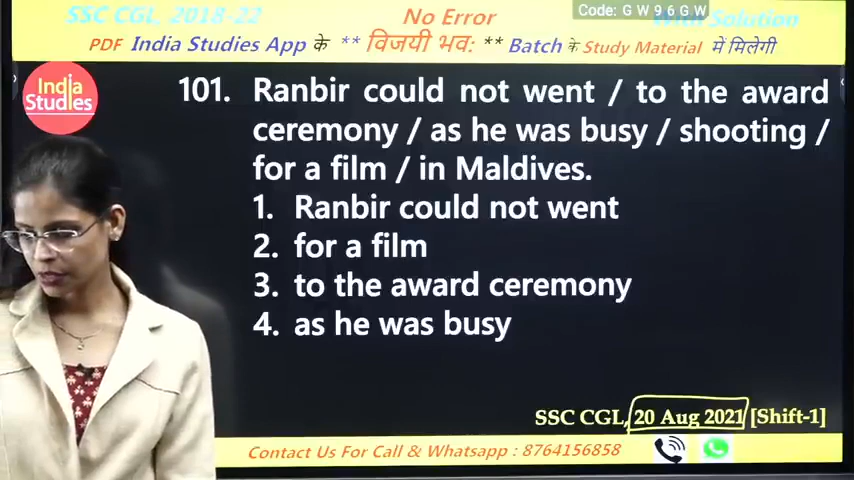 SSC CGL, 2018-22
No Error
Code: G W 9 6 G W
With Solution
PDF India Studies App के ** विजयी भव: ** Batch के Study Material में मिलेगी
India
Studies
101. Ranbir could not went / to the award
ceremony / as he was busy / shooting /
for a film / in Maldives.
1. Ranbir could not went
2. for a film
3. to the award ceremony
4. as he was busy
SSC CGL, 20 Aug 2021 [Shift-1]
Contact Us For Call & Whatsapp : 8764156858